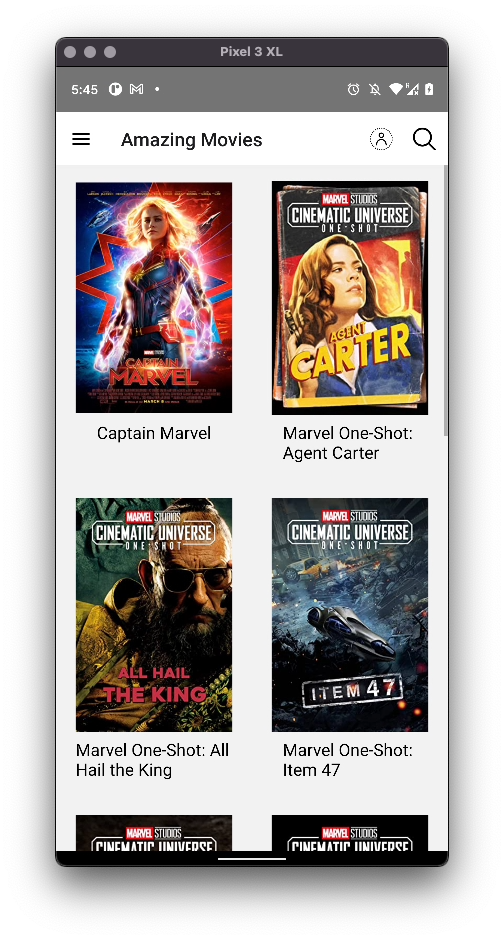 Pixel 3 XL
5:45
Amazing Movies
CAPTAIN
MARVEL
MARCH 8
Captain Marvel
MARVEL STUDIOS
CINEMATIC UNIVERSE
ONE·SHOT
AGENT
CARTER
Marvel One-Shot:
Agent Carter
MARVEL STUDIOS
CINEMATIC UNIVERSE
ONE·SHOT
ALL HAIL
THE KING
Marvel One-Shot: All
Hail the King
MARVEL STUDIOS
CINEMATIC UNIVERSE
ONE·SHOT
ITEM 47
Marvel One-Shot:
Item 47
MARVEL STUDIOS
CINEMATIC UNIVERSE
MARVEL STUDIOS
CINEMATIC UNIVERSE